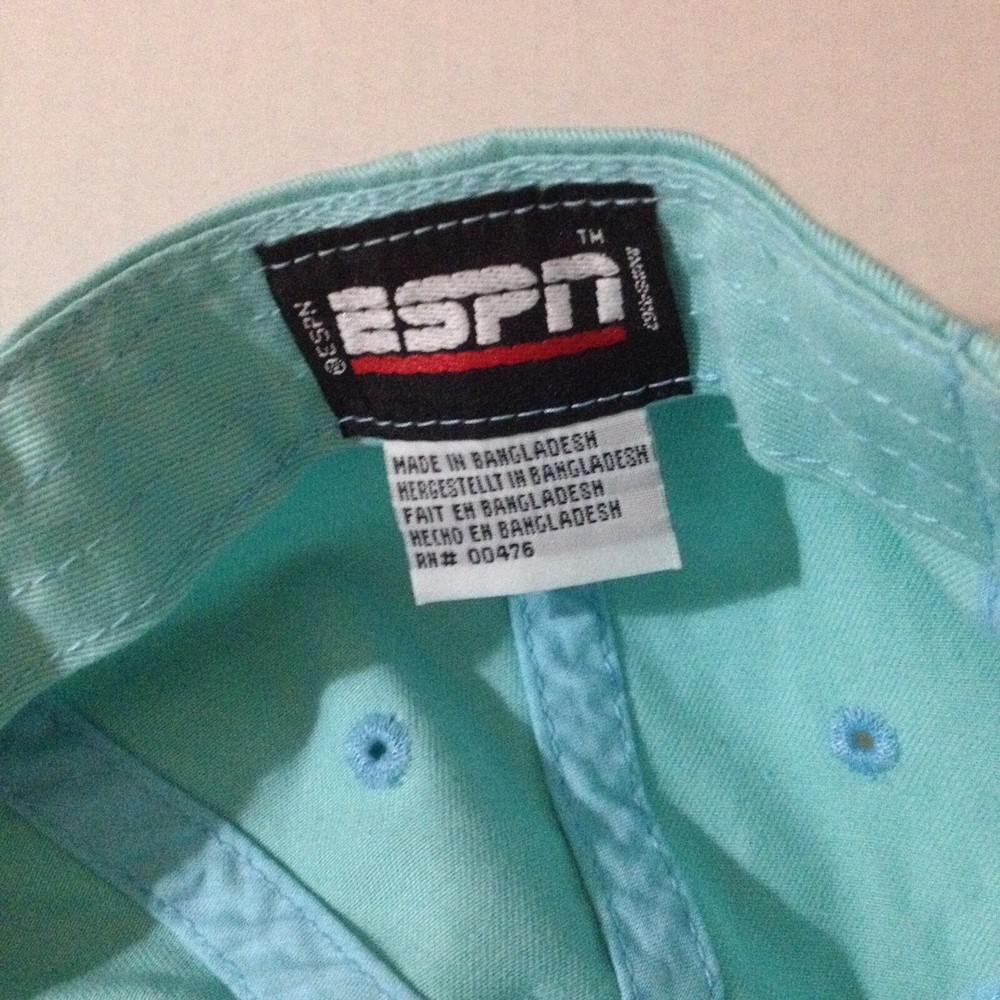 TM
ESPN
®ESPN
MADE IN BANGLADESH
HERGESTELLT IN BANGLADESH
FAIT EN BANGLADESH
HECHO EN BANGLADESH
RN# 00476